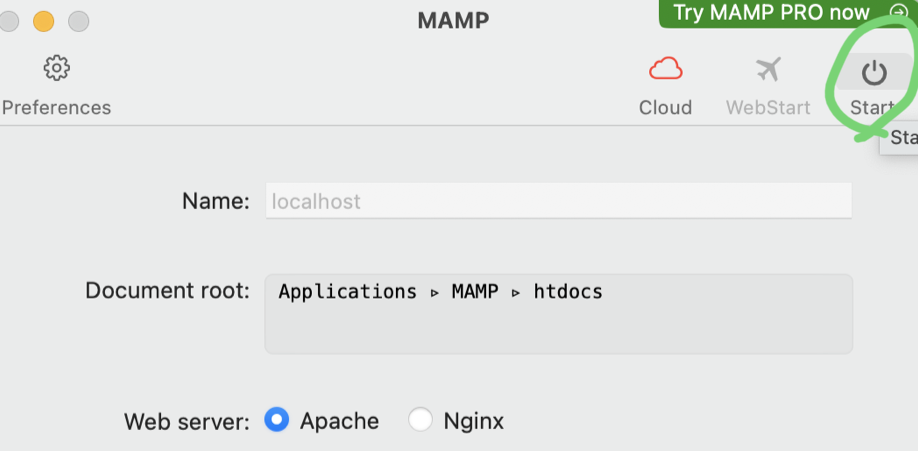 MAMP
Try MAMP PRO now
Preferences
Cloud
WebStart
Start
Name:
localhost
Document root:
Applications ▹ MAMP ▹ htdocs
Web server:
Apache
Nginx